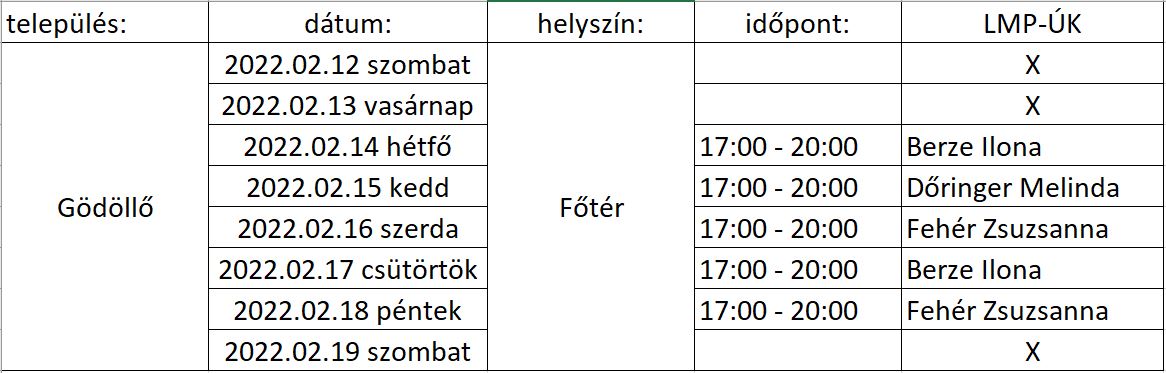 település: dátum: helyszín: időpont: LMP-ÚK
2022.02.12 szombat X
2022.02.13 vasárnap X
2022.02.14 hétfő 17:00 - 20:00 Berze Ilona
2022.02.15 kedd 17:00 - 20:00 Dőringer Melinda
Gödöllő Főtér
2022.02.16 szerda 17:00 - 20:00 Fehér Zsuzsanna
2022.02.17 csütörtök 17:00 - 20:00 Berze Ilona
2022.02.18 péntek 17:00 - 20:00 Fehér Zsuzsanna
2022.02.19 szombat X